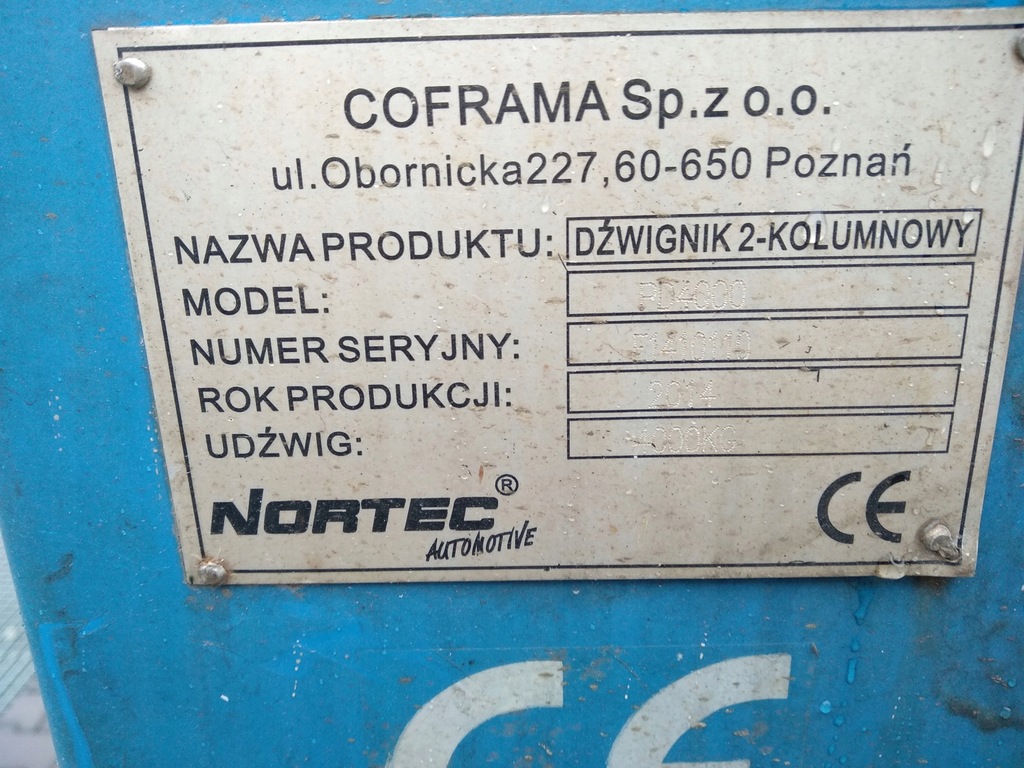 COFRAMA Sp.z o.o.
ul.Obornicka227,60-650 Poznań
NAZWA PRODUKTU: DŹWIGNIK 2-KOLUMNOWY
MODEL:
NUMER SERYJNY:
ROK PRODUKCJI: 2014
UDŹWIG: 4000KG
NORTEC®
AUTOMOTIVE
CE
CE